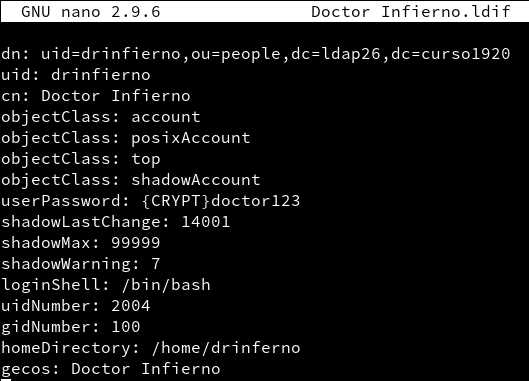 GNU nano 2.9.6 Doctor Infierno.ldif
dn: uid=drinfierno,ou=people,dc=ldap26,dc=curso1920
uid: drinfierno
cn: Doctor Infierno
objectClass: account
objectClass: posixAccount
objectClass: top
objectClass: shadowAccount
userPassword: {CRYPT}doctor123
shadowLastChange: 14001
shadowMax: 99999
shadowWarning: 7
loginShell: /bin/bash
uidNumber: 2004
gidNumber: 100
homeDirectory: /home/drinferno
gecos: Doctor Infierno